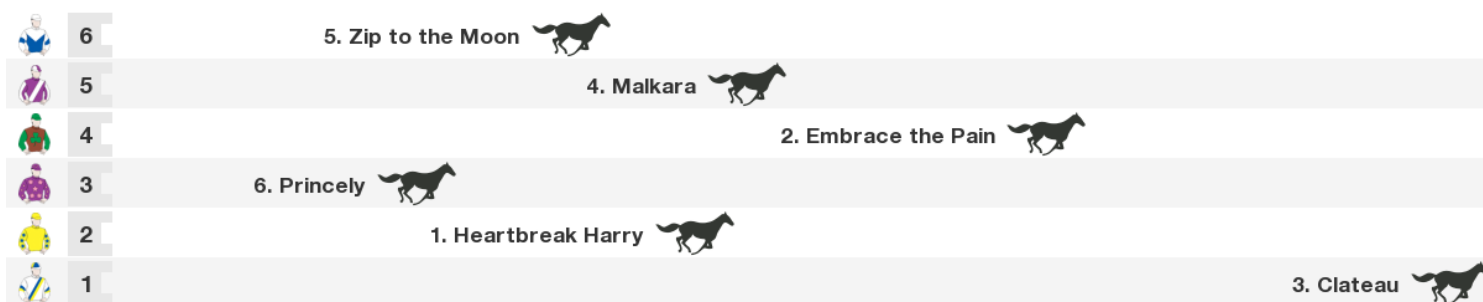 6 5. Zip to the Moon
5 4. Malkara
4 2. Embrace the Pain
3 6. Princely
2 1. Heartbreak Harry
1 3. Clateau